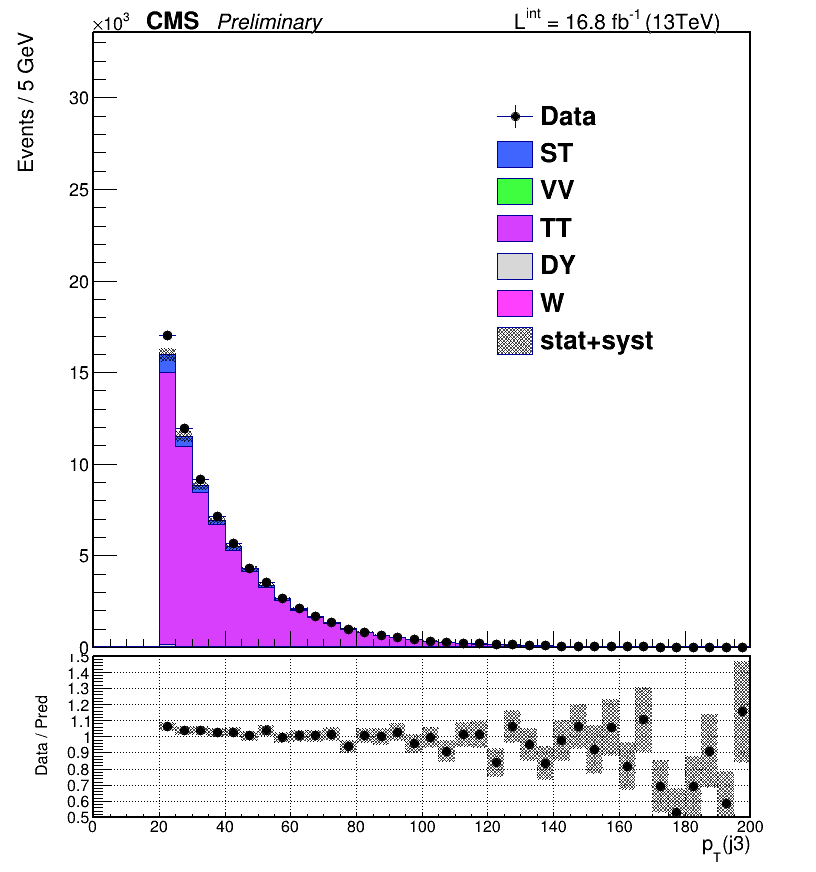 ×10³ CMS Preliminary L^int = 16.8 fb⁻¹ (13TeV)
Events / 5 GeV
30
25
20
15
10
5
0
Data
ST
VV
TT
DY
W
stat+syst
Data / Pred
1.5
1.4
1.3
1.2
1.1
1
0.9
0.8
0.7
0.6
0.5
0 20 40 60 80 100 120 140 160 180 200
p_T(j3)